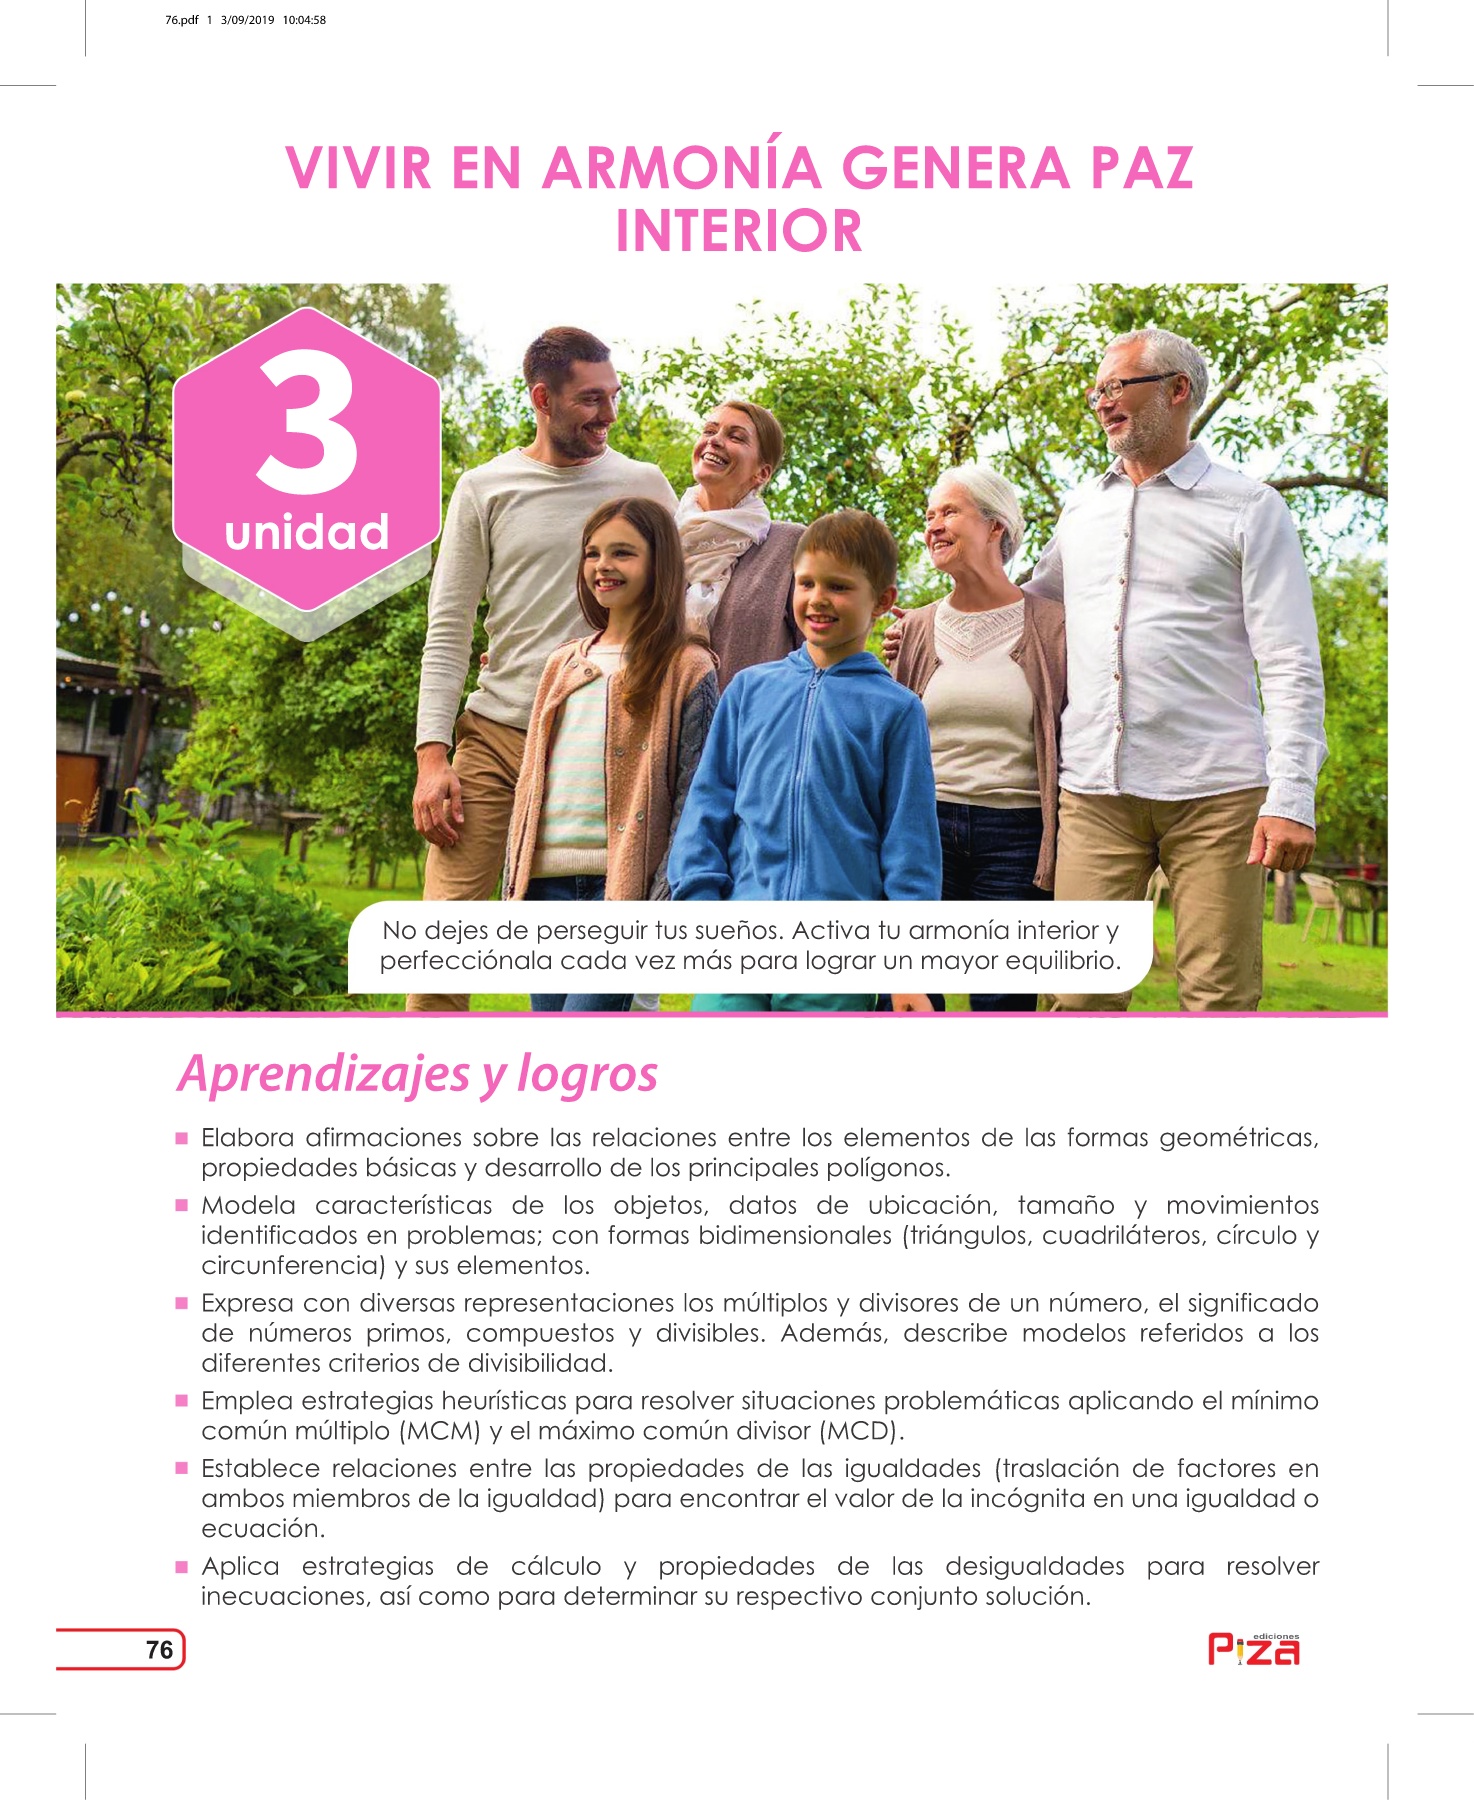 76.pdf 1 3/09/2019 10:04:58
VIVIR EN ARMONÍA GENERA PAZ
INTERIOR
3
unidad
No dejes de perseguir tus sueños. Activa tu armonía interior y
perfecciónala cada vez más para lograr un mayor equilibrio.
Aprendizajes y logros
Elabora afirmaciones sobre las relaciones entre los elementos de las formas geométricas,
propiedades básicas y desarrollo de los principales polígonos.
Modela características de los objetos, datos de ubicación, tamaño y movimientos
identificados en problemas; con formas bidimensionales (triángulos, cuadriláteros, círculo y
circunferencia) y sus elementos.
Expresa con diversas representaciones los múltiplos y divisores de un número, el significado
de números primos, compuestos y divisibles. Además, describe modelos referidos a los
diferentes criterios de divisibilidad.
Emplea estrategias heurísticas para resolver situaciones problemáticas aplicando el mínimo
común múltiplo (MCM) y el máximo común divisor (MCD).
Establece relaciones entre las propiedades de las igualdades (traslación de factores en
ambos miembros de la igualdad) para encontrar el valor de la incógnita en una igualdad o
ecuación.
Aplica estrategias de cálculo y propiedades de las desigualdades para resolver
inecuaciones, así como para determinar su respectivo conjunto solución.
76
ediciones
Piza